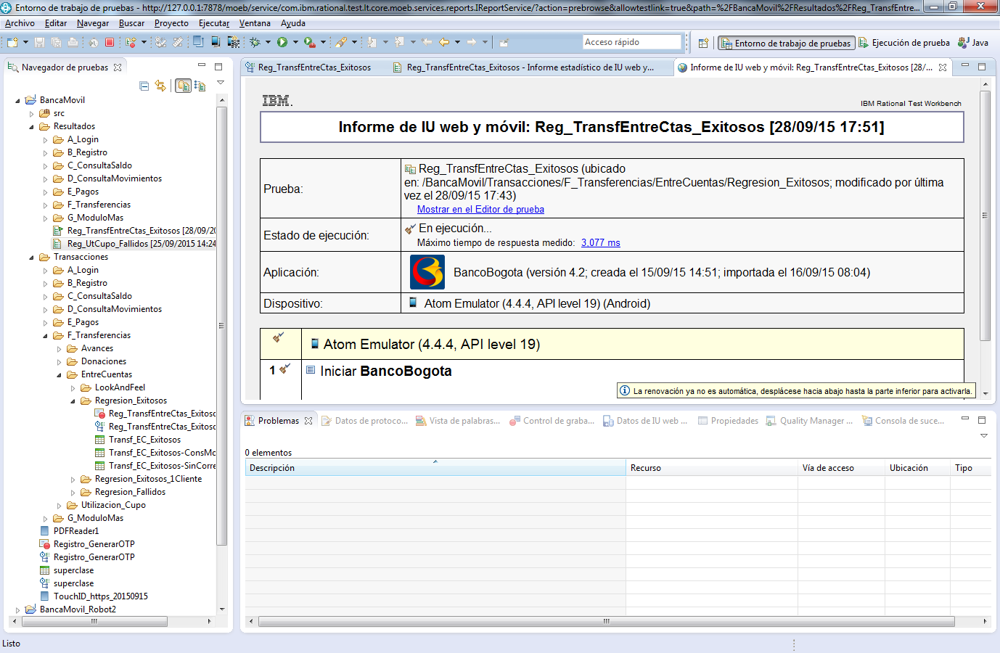 Entorno de trabajo de pruebas - http://127.0.0.1:7878/moeb/service/com.ibm.rational.test.lt.core.moeb.services.reports.IReportService/?action=prebrowse&allowtestlink=true&path=%2FBancaMovil%2FResultados%2FReg_TransfEntre...
Archivo Editar Navegar Buscar Proyecto Ejecutar Ventana Ayuda
Acceso rápido
Entorno de trabajo de pruebas
Ejecución de prueba
Java
Navegador de pruebas
BancaMovil
src
Resultados
A_Login
B_Registro
C_ConsultaSaldo
D_ConsultaMovimientos
E_Pagos
F_Transferencias
G_ModuloMas
Reg_TransfEntreCtas_Exitosos [28/09/20
Reg_UtCupo_Fallidos [25/09/2015 14:24
Transacciones
A_Login
B_Registro
C_ConsultaSaldo
D_ConsultaMovimientos
E_Pagos
F_Transferencias
Avances
Donaciones
EntreCuentas
LookAndFeel
Regresion_Exitosos
Reg_TransfEntreCtas_Exitoso
Reg_TransfEntreCtas_Exitoso
Transf_EC_Exitosos
Transf_EC_Exitosos-ConsMo
Transf_EC_Exitosos-SinCorre
Regresion_Exitosos_1Cliente
Regresion_Fallidos
Utilizacion_Cupo
G_ModuloMas
PDFReader1
Registro_GenerarOTP
Registro_GenerarOTP
superclase
superclase
TouchID_https_20150915
BancaMovil_Robot2
Reg_TransfEntreCtas_Exitosos
Reg_TransfEntreCtas_Exitosos - Informe estadístico de IU web y...
Informe de IU web y móvil: Reg_TransfEntreCtas_Exitosos [28/...
IBM.
IBM Rational Test Workbench
Informe de IU web y móvil: Reg_TransfEntreCtas_Exitosos [28/09/15 17:51]
Prueba:
Reg_TransfEntreCtas_Exitosos (ubicado
en: /BancaMovil/Transacciones/F_Transferencias/EntreCuentas/Regresion_Exitosos; modificado por última
vez el 28/09/15 17:43)
Mostrar en el Editor de prueba
Estado de ejecución:
En ejecución...
Máximo tiempo de respuesta medido: 3,077 ms
Aplicación:
BancoBogota (versión 4.2; creada el 15/09/15 14:51; importada el 16/09/15 08:04)
Dispositivo:
Atom Emulator (4.4.4, API level 19) (Android)
Atom Emulator (4.4.4, API level 19)
1 Iniciar BancoBogota
La renovación ya no es automática, desplácese hacia abajo hasta la parte inferior para activarla.
Problemas
Datos de protoco...
Vista de palabras...
Control de graba...
Datos de IU web ...
Propiedades
Quality Manager ...
Consola de suce...
0 elementos
Descripción Recurso Vía de acceso Ubicación Tipo
Listo